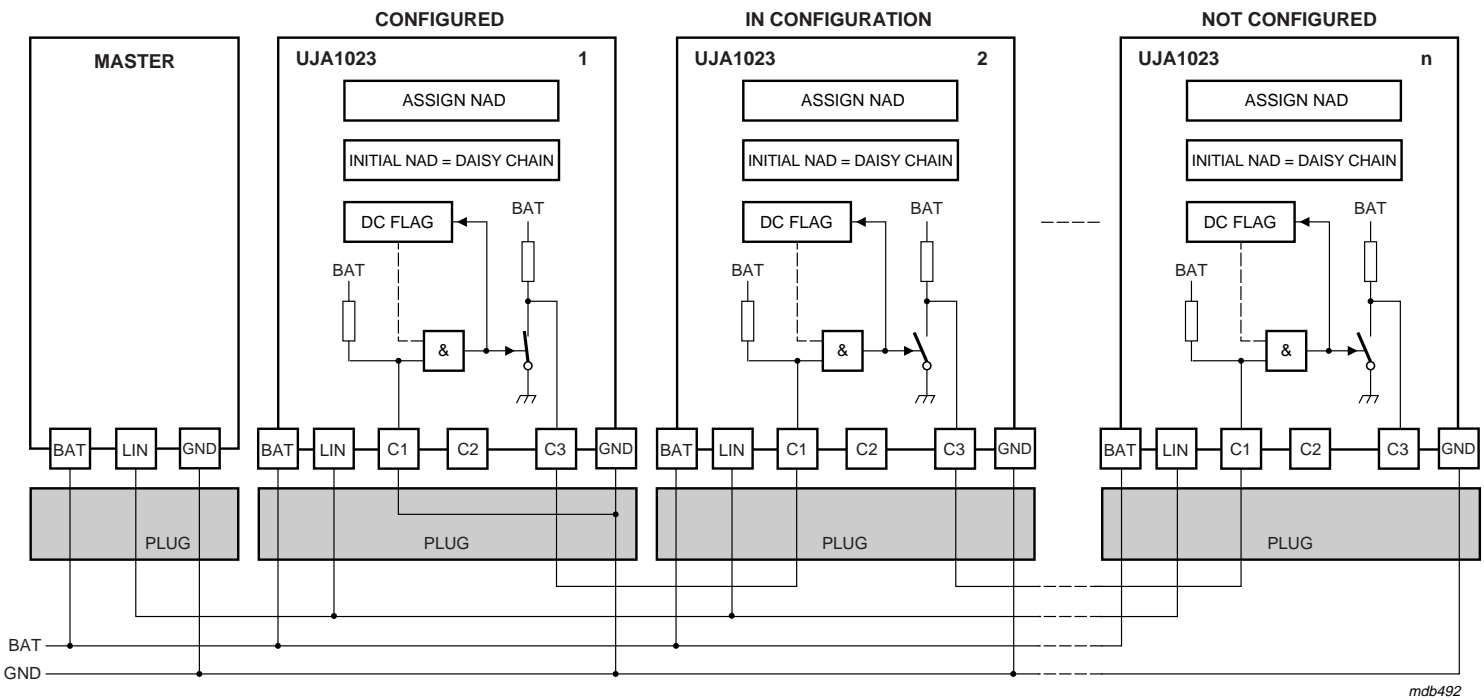 CONFIGURED
IN CONFIGURATION
NOT CONFIGURED
MASTER
UJA1023 1
UJA1023 2
UJA1023 n
ASSIGN NAD
ASSIGN NAD
ASSIGN NAD
INITIAL NAD = DAISY CHAIN
INITIAL NAD = DAISY CHAIN
INITIAL NAD = DAISY CHAIN
DC FLAG
BAT
DC FLAG
BAT
DC FLAG
BAT
BAT
BAT
BAT
&
&
&
BAT LIN GND
BAT LIN C1 C2 C3 GND
BAT LIN C1 C2 C3 GND
BAT LIN C1 C2 C3 GND
PLUG
PLUG
PLUG
PLUG
BAT
GND
mdb492